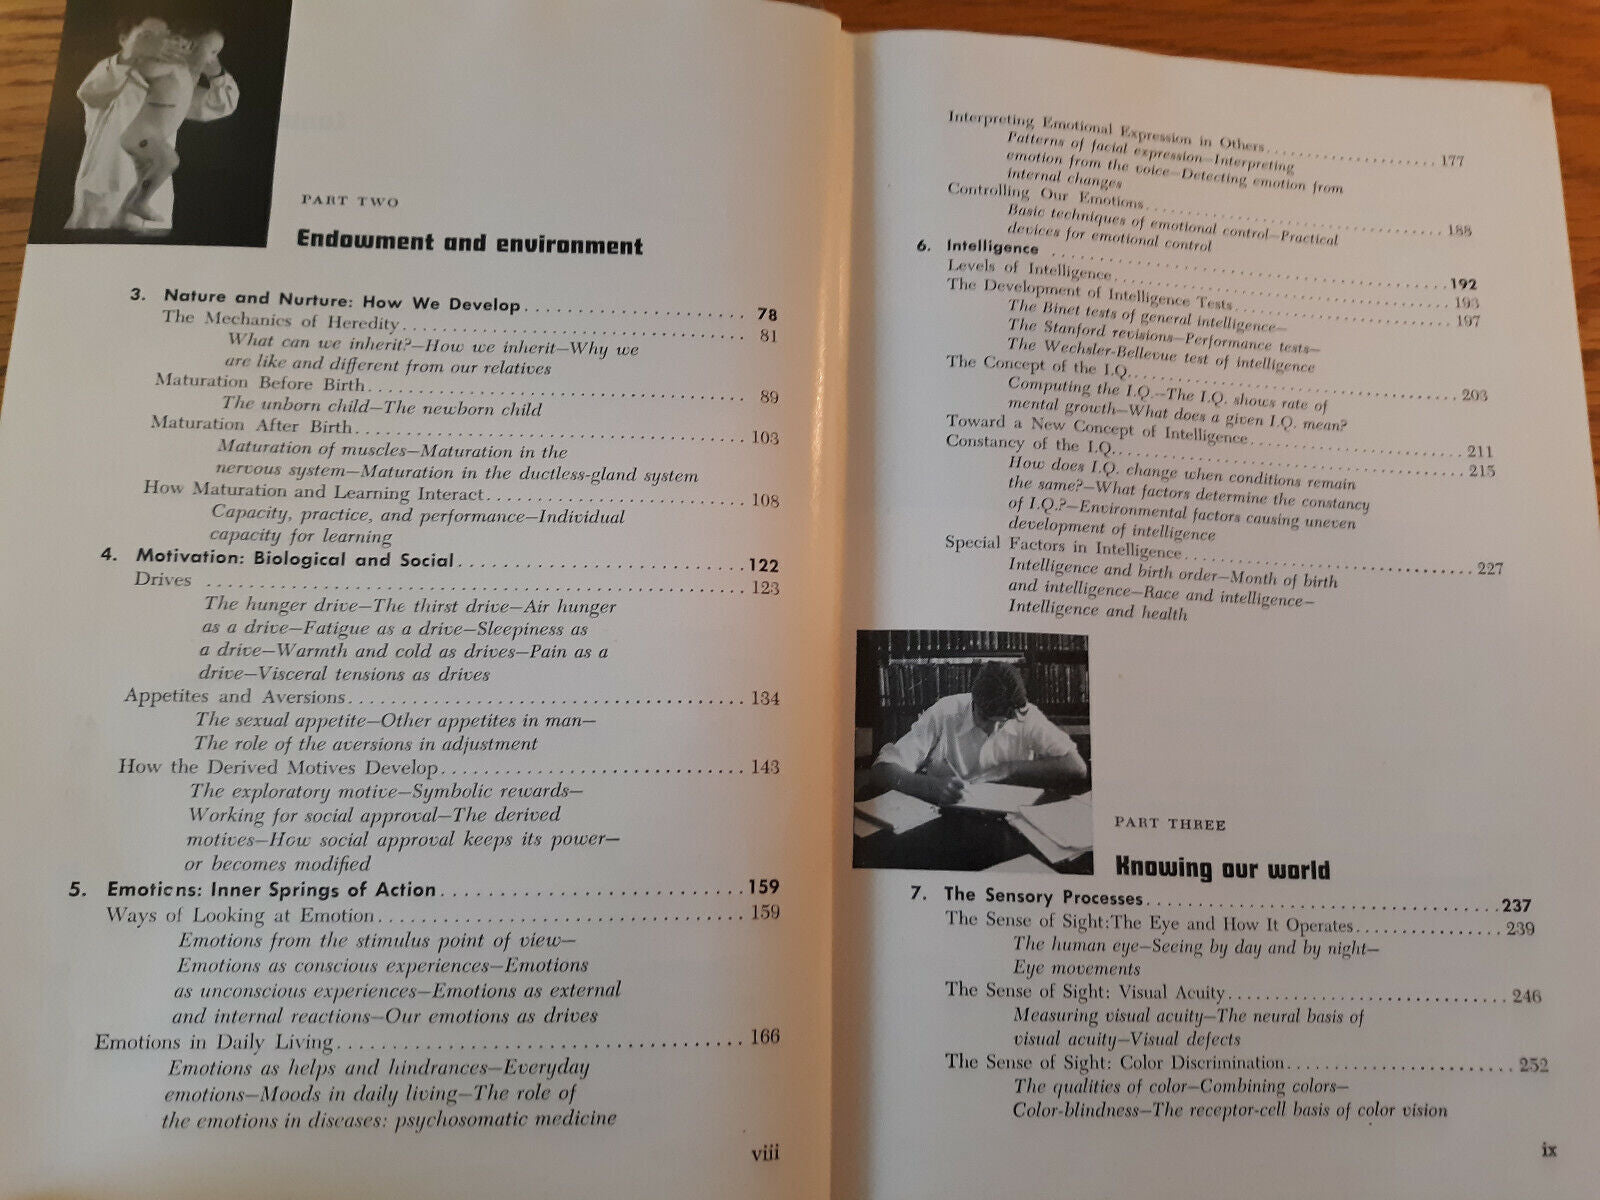 PART TWO
Endowment and environment
3. Nature and Nurture: How We Develop........................ 78
The Mechanics of Heredity.................................... 81
What can we inherit?—How we inherit—Why we
are like and different from our relatives
Maturation Before Birth...................................... 89
The unborn child—The newborn child
Maturation After Birth....................................... 103
Maturation of muscles—Maturation in the
nervous system—Maturation in the ductless-gland system
How Maturation and Learning Interact......................... 108
Capacity, practice, and performance—Individual
capacity for learning
4. Motivation: Biological and Social............................. 122
Drives ...................................................... 123
The hunger drive—The thirst drive—Air hunger
as a drive—Fatigue as a drive—Sleepiness as
a drive—Warmth and cold as drives—Pain as a
drive—Visceral tensions as drives
Appetites and Aversions...................................... 134
The sexual appetite—Other appetites in man—
The role of the aversions in adjustment
How the Derived Motives Develop.............................. 143
The exploratory motive—Symbolic rewards—
Working for social approval—The derived
motives—How social approval keeps its power—
or becomes modified
5. Emotions: Inner Springs of Action............................. 159
Ways of Looking at Emotion................................... 159
Emotions from the stimulus point of view—
Emotions as conscious experiences—Emotions
as unconscious experiences—Emotions as external
and internal reactions—Our emotions as drives
Emotions in Daily Living..................................... 166
Emotions as helps and hindrances—Everyday
emotions—Moods in daily living—The role of
the emotions in diseases: psychosomatic medicine
viii
Interpreting Emotional Expression in Others.................... 177
Patterns of facial expression—Interpreting
emotion from the voice—Detecting emotion from
internal changes
Controlling Our Emotions..................................... 188
Basic techniques of emotional control—Practical
devices for emotional control
6. Intelligence ................................................ 192
Levels of Intelligence....................................... 193
The Development of Intelligence Tests........................ 197
The Binet tests of general intelligence—
The Stanford revisions—Performance tests—
The Wechsler-Bellevue test of intelligence
The Concept of the I.Q....................................... 203
Computing the I.Q.—The I.Q. shows rate of
mental growth—What does a given I.Q. mean?
Toward a New Concept of Intelligence......................... 211
Constancy of the I.Q......................................... 215
How does I.Q. change when conditions remain
the same?—What factors determine the constancy
of I.Q.?—Environmental factors causing uneven
development of intelligence
Special Factors in Intelligence.............................. 227
Intelligence and birth order—Month of birth
and intelligence—Race and intelligence—
Intelligence and health
PART THREE
Knowing our world
7. The Sensory Processes........................................ 237
The Sense of Sight:The Eye and How It Operates............... 239
The human eye—Seeing by day and by night—
Eye movements
The Sense of Sight: Visual Acuity............................ 246
Measuring visual acuity—The neural basis of
visual acuity—Visual defects
The Sense of Sight: Color Discrimination..................... 252
The qualities of color—Combining colors—
Color-blindness—The receptor-cell basis of color vision
ix